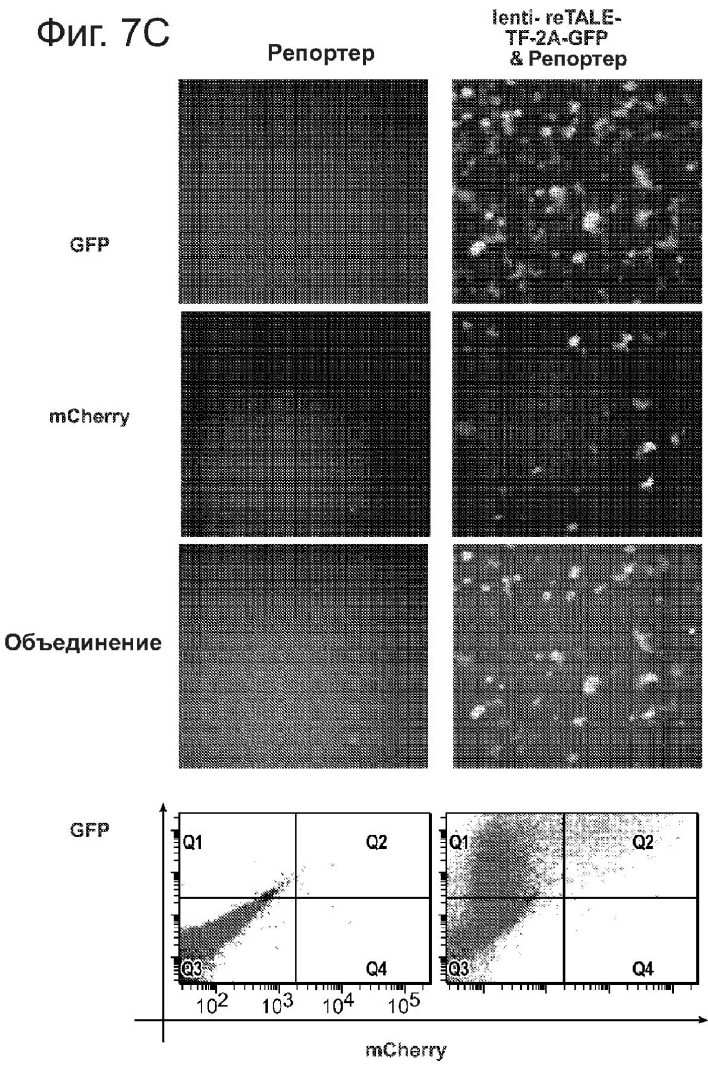 Фиг. 7C
Репортер
lenti- reTALE-
TF-2A-GFP
& Репортер
GFP
mCherry
Объединение
GFP
Q1
Q2
Q3
Q4
Q1
Q2
Q3
Q4
10²
10³
10⁴
10⁵
mCherry